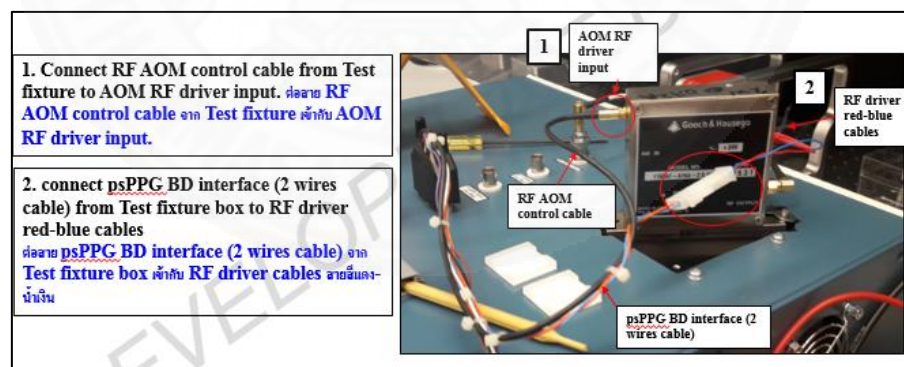 1. Connect RF AOM control cable from Test
fixture to AOM RF driver input. ต่อสาย RF
AOM control cable จาก Test fixture เข้ากับ AOM
RF driver input.
2. connect psPPG BD interface (2 wires
cable) from Test fixture box to RF driver
red-blue cables
ต่อสาย psPPG BD interface (2 wires cable) จาก
Test fixture box เข้ากับ RF driver cables สายสีแดง-
น้ำเงิน
1
AOM RF
driver
input
2
RF driver
red-blue
cables
Gooch & Housego
MODEL NO.
RF OUTPUT
RF AOM
control cable
psPPG BD interface (2
wires cable)
EVELOP